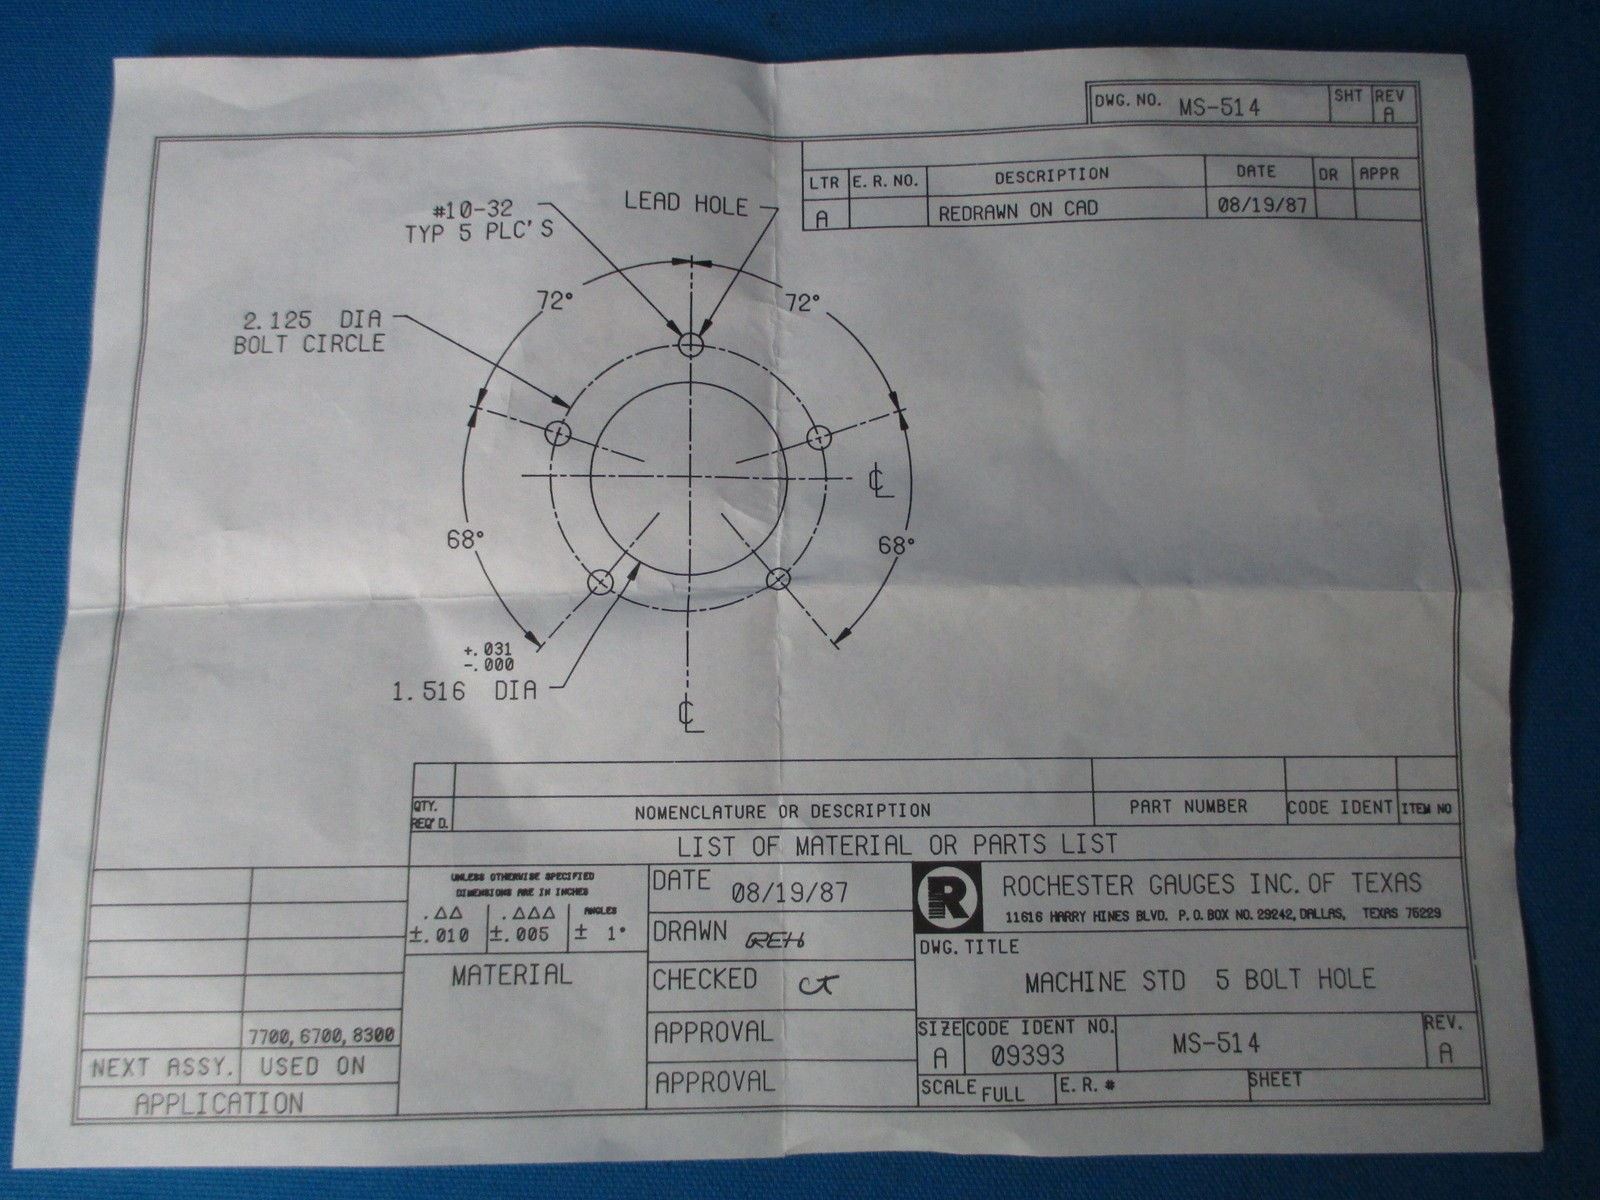 DWG. NO. MS-514 SHT REV A
LTR E. R. NO. DESCRIPTION DATE DR APPR
A REDRAWN ON CAD 08/19/87
#10-32
TYP 5 PLC'S
LEAD HOLE
72° 72°
2.125 DIA
BOLT CIRCLE
℄
68° 68°
+.031
-.000
1.516 DIA
℄
QTY. REQ'D. NOMENCLATURE OR DESCRIPTION PART NUMBER CODE IDENT ITEM NO
LIST OF MATERIAL OR PARTS LIST
UNLESS OTHERWISE SPECIFIED
DIMENSIONS ARE IN INCHES
.△△ .△△△ ANGLES
±.010 ±.005 ± 1°
MATERIAL
DATE 08/19/87
DRAWN REH
CHECKED CT
APPROVAL
APPROVAL
R
ROCHESTER GAUGES INC. OF TEXAS
11616 HARRY HINES BLVD. P. O. BOX NO. 29242, DALLAS, TEXAS 75229
DWG. TITLE
MACHINE STD 5 BOLT HOLE
SIZE A CODE IDENT NO. 09393 MS-514 REV. A
SCALE FULL E. R. # SHEET
7700, 6700, 8300
NEXT ASSY. USED ON
APPLICATION